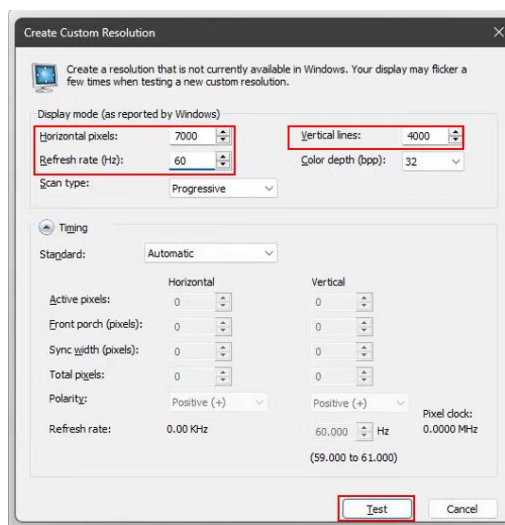 Create Custom Resolution
Create a resolution that is not currently available in Windows. Your display may flicker a
few times when testing a new custom resolution.
Display mode (as reported by Windows)
Horizontal pixels: 7000 Vertical lines: 4000
Refresh rate (Hz): 60 Color depth (bpp): 32
Scan type: Progressive
Timing
Standard: Automatic
Horizontal Vertical
Active pixels: 0 0
Front porch (pixels): 0 0
Sync width (pixels): 0 0
Total pixels: 0 0
Polarity: Positive (+) Positive (+)
Pixel clock:
Refresh rate: 0.00 KHz 60.000 Hz 0.0000 MHz
(59.000 to 61.000)
Test Cancel